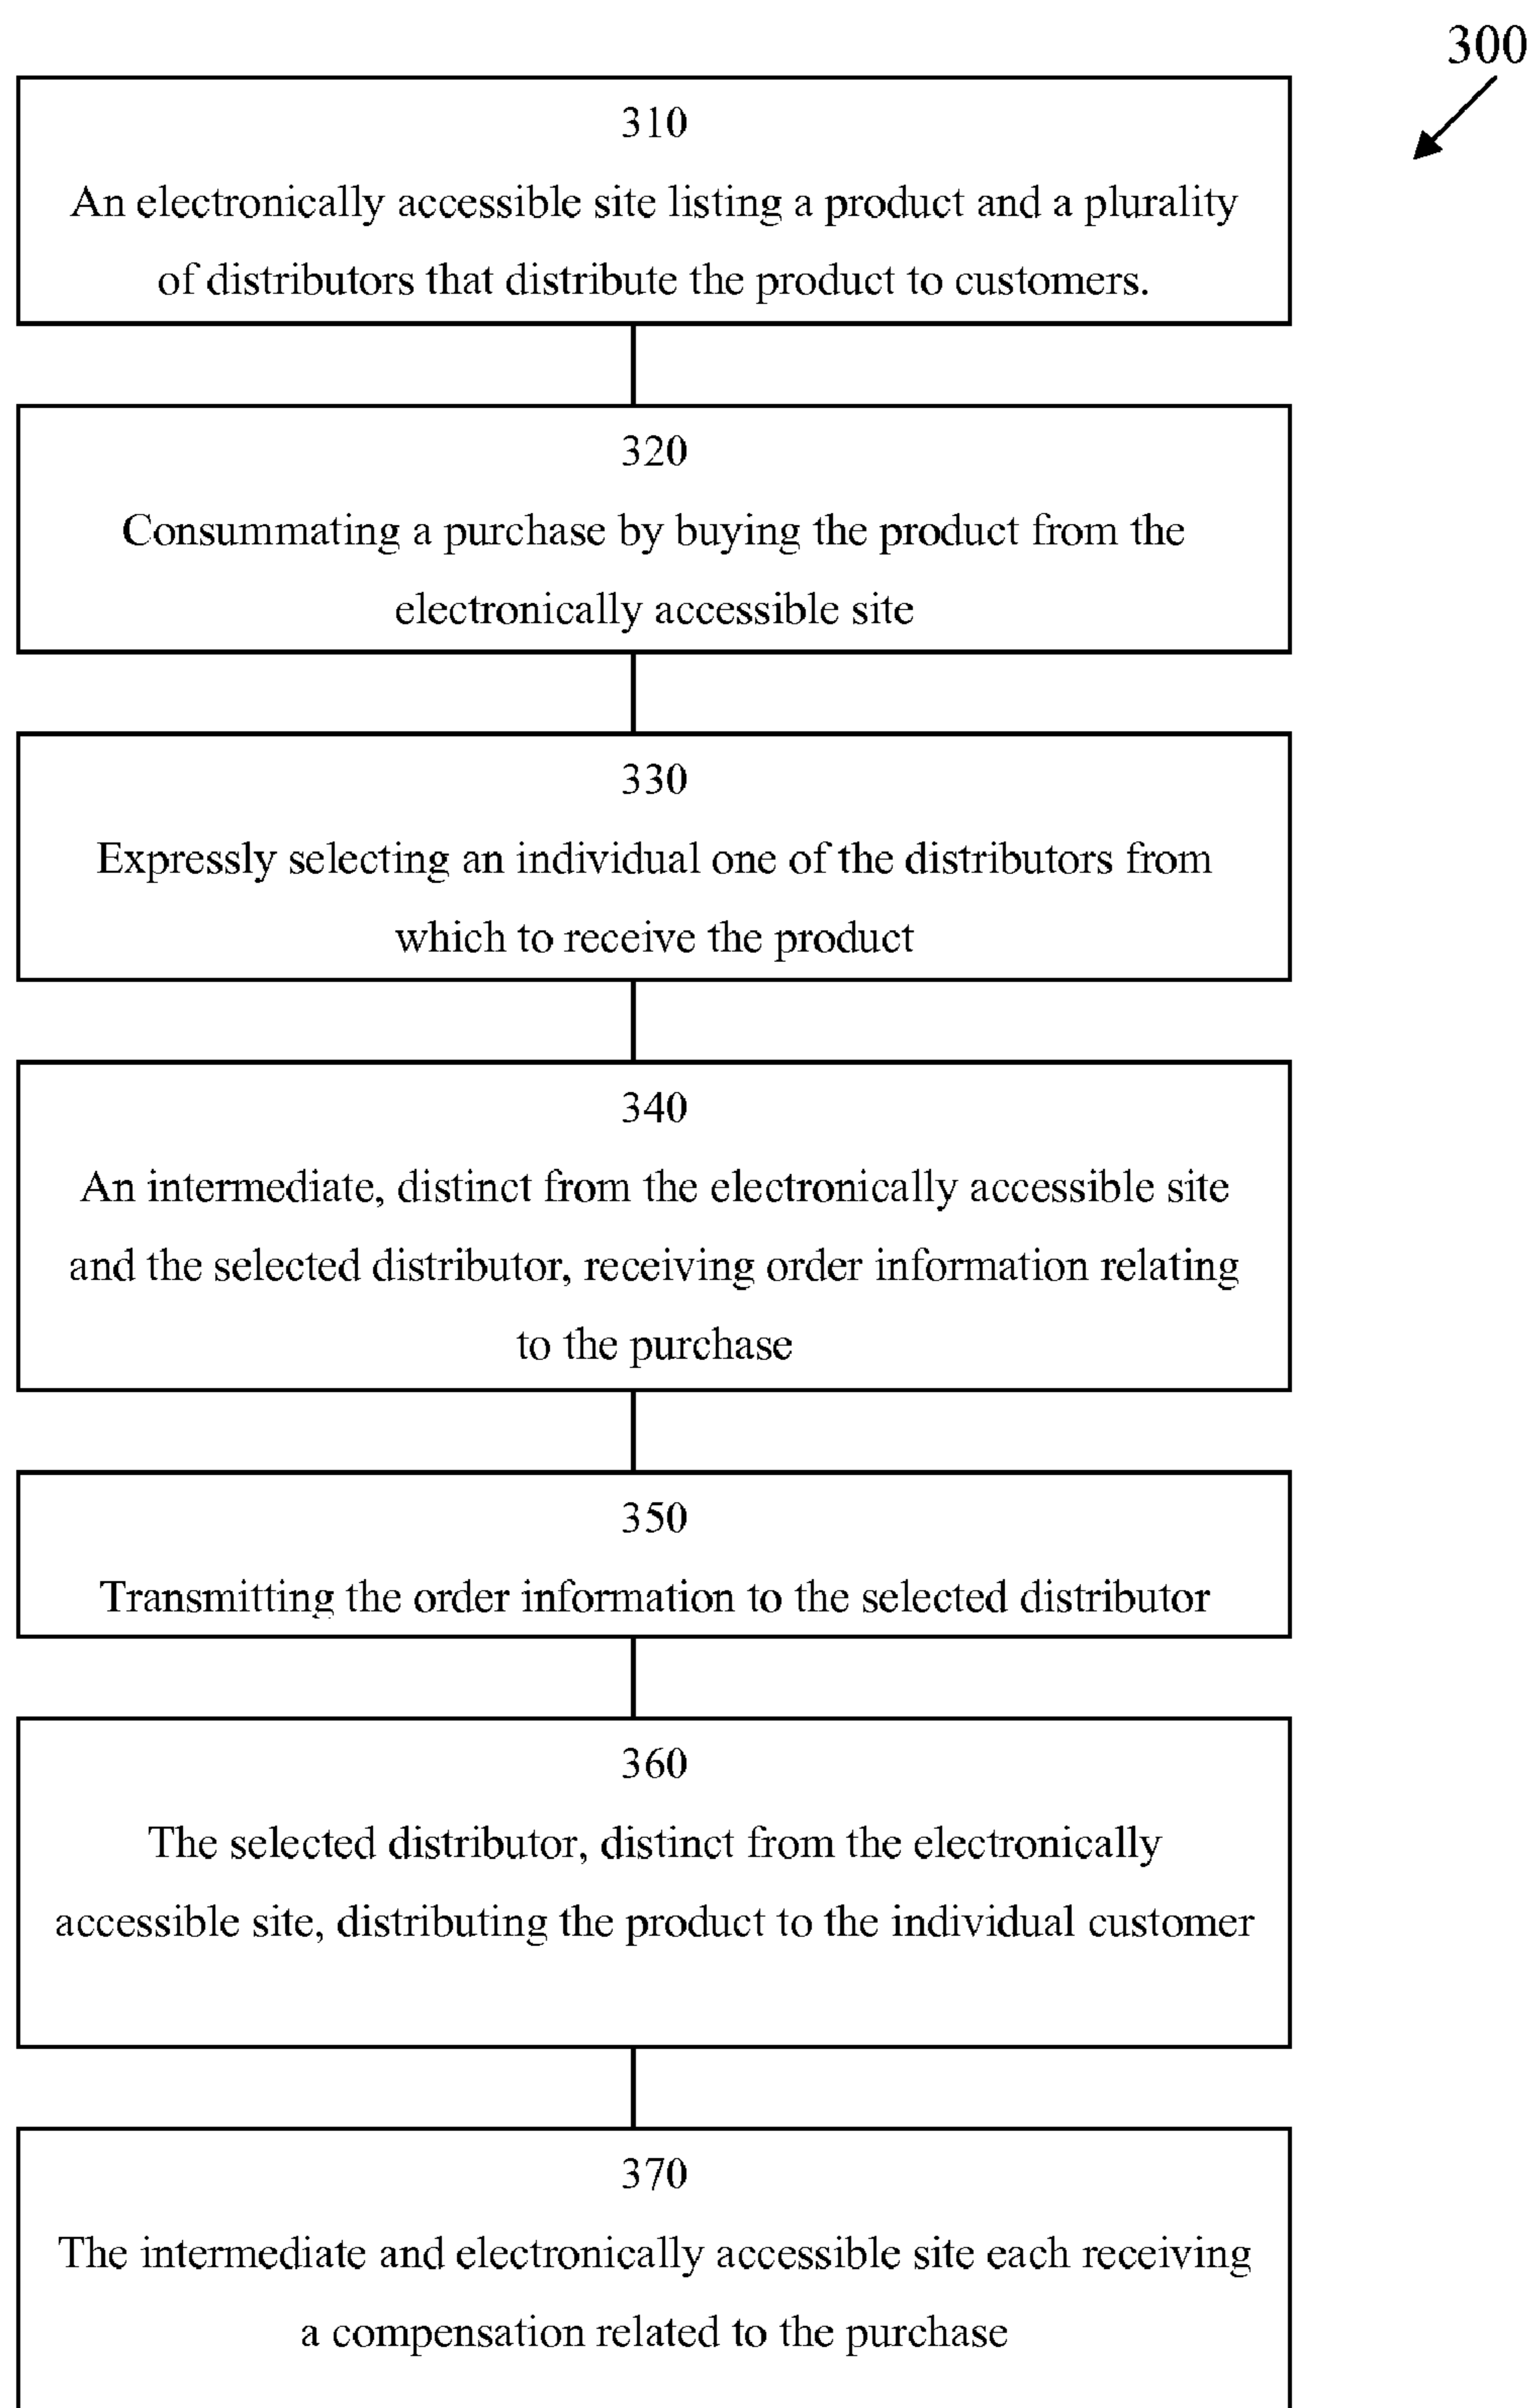 300
310
An electronically accessible site listing a product and a plurality
of distributors that distribute the product to customers.
320
Consummating a purchase by buying the product from the
electronically accessible site
330
Expressly selecting an individual one of the distributors from
which to receive the product
340
An intermediate, distinct from the electronically accessible site
and the selected distributor, receiving order information relating
to the purchase
350
Transmitting the order information to the selected distributor
360
The selected distributor, distinct from the electronically
accessible site, distributing the product to the individual customer
370
The intermediate and electronically accessible site each receiving
a compensation related to the purchase